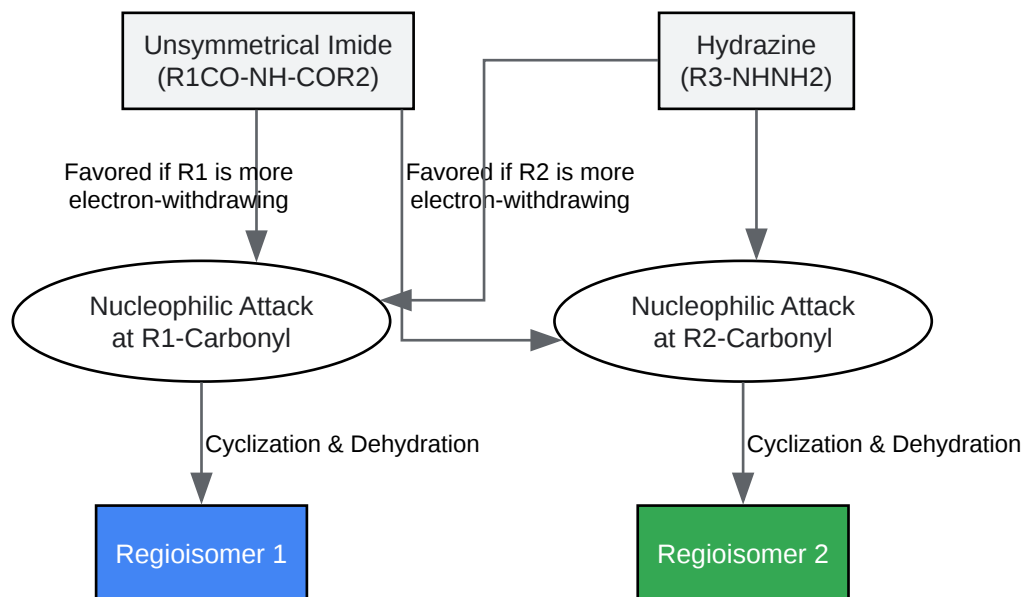 Unsymmetrical Imide
(R1CO-NH-COR2)
Hydrazine
(R3-NHNH2)
Favored if R1 is more
electron-withdrawing
Favored if R2 is more
electron-withdrawing
Nucleophilic Attack
at R1-Carbonyl
Nucleophilic Attack
at R2-Carbonyl
Cyclization & Dehydration
Cyclization & Dehydration
Regioisomer 1
Regioisomer 2